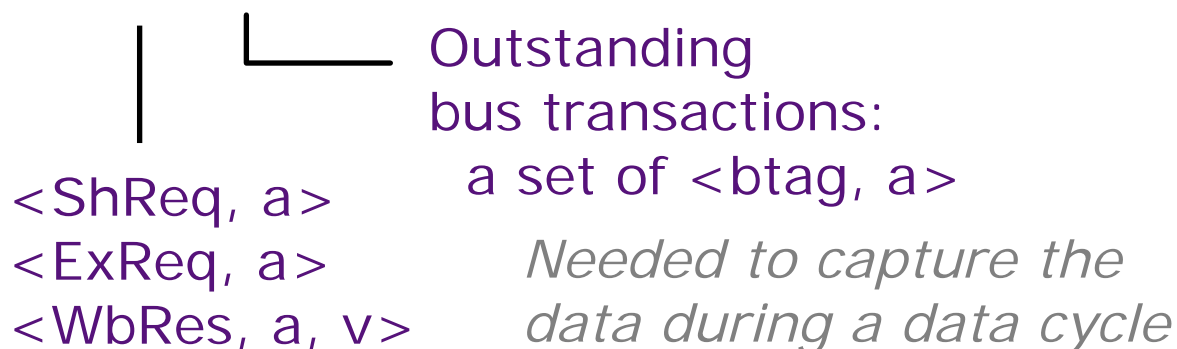 Outstanding
bus transactions:
a set of <btag, a>
<ShReq, a>
<ExReq, a>
<WbRes, a, v>
Needed to capture the
data during a data cycle